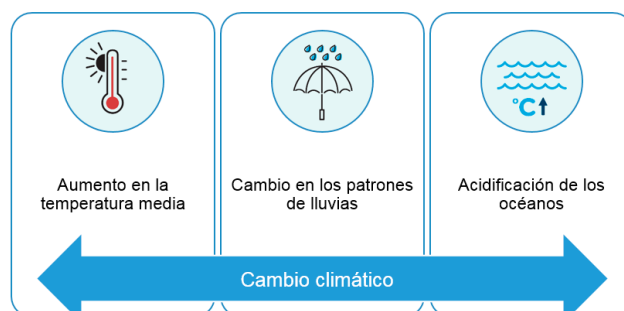 Aumento en la
temperatura media
Cambio en los patrones
de lluvias
°C
Acidificación de los
océanos
Cambio climático